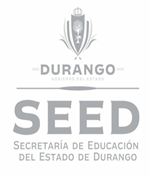 DURANGO
GOBIERNO DEL ESTADO
SEED
SECRETARÍA DE EDUCACIÓN
DEL ESTADO DE DURANGO